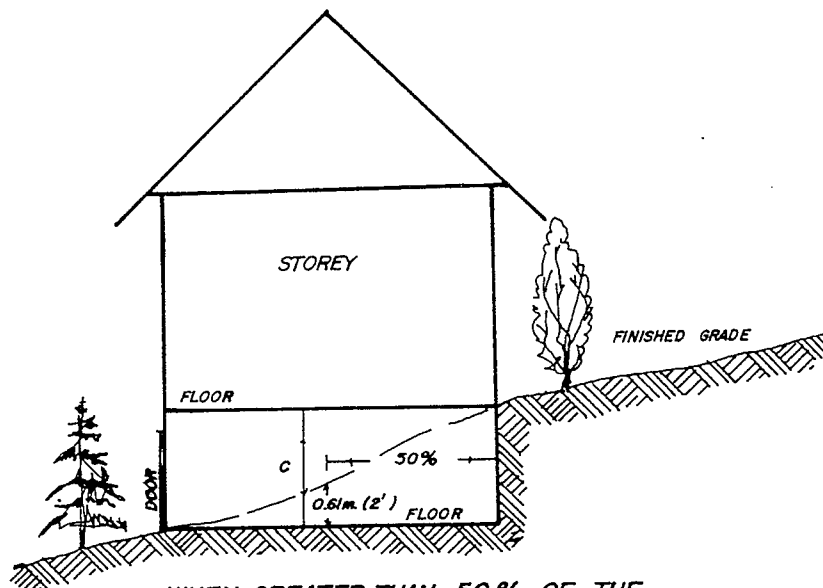 STOREY
FINISHED GRADE
FLOOR
DOOR
C
50%
0.61m. (2')
FLOOR
WHEN GREATER THAN 50% OF THE